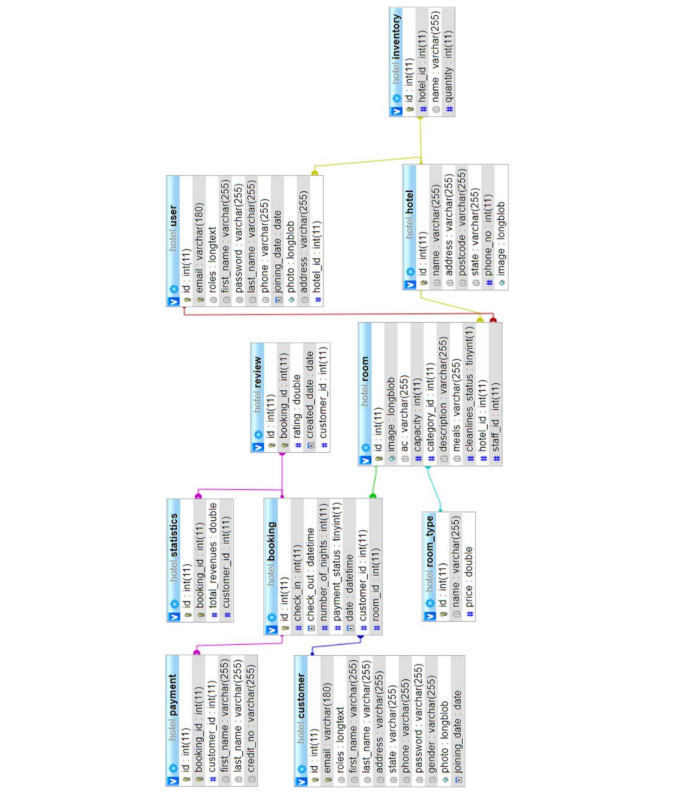 hotel payment
id : int(11)
booking_id : int(11)
customer_id : int(11)
first_name : varchar(255)
last_name : varchar(255)
credit_no : varchar(255)
hotel statistics
id : int(11)
booking_id : int(11)
total_revenues : double
customer_id : int(11)
hotel review
id : int(11)
booking_id : int(11)
rating : double
created_date : date
customer_id : int(11)
hotel user
id : int(11)
email : varchar(180)
roles : longtext
first_name : varchar(255)
password : varchar(255)
last_name : varchar(255)
phone : varchar(255)
joining_date : date
photo : longblob
address : varchar(255)
hotel_id : int(11)
hotel inventory
id : int(11)
hotel_id : int(11)
name : varchar(255)
quantity : int(11)
hotel customer
id : int(11)
email : varchar(180)
roles : longtext
first_name : varchar(255)
last_name : varchar(255)
address : varchar(255)
state : varchar(255)
phone : varchar(255)
password : varchar(255)
gender : varchar(255)
photo : longblob
joining_date : date
hotel booking
id : int(11)
check_in : int(11)
check_out : datetime
number_of_nights : int(11)
payment_status : tinyint(1)
date : datetime
customer_id : int(11)
room_id : int(11)
hotel room
id : int(11)
image : longblob
ac : varchar(255)
capacity : int(11)
category_id : int(11)
description : varchar(255)
meals : varchar(255)
cleanlines_status : tinyint(1)
hotel_id : int(11)
staff_id : int(11)
hotel hotel
id : int(11)
name : varchar(255)
address : varchar(255)
postcode : varchar(255)
state : varchar(255)
phone_no : int(11)
image : longblob
hotel room_type
id : int(11)
name : varchar(255)
price : double